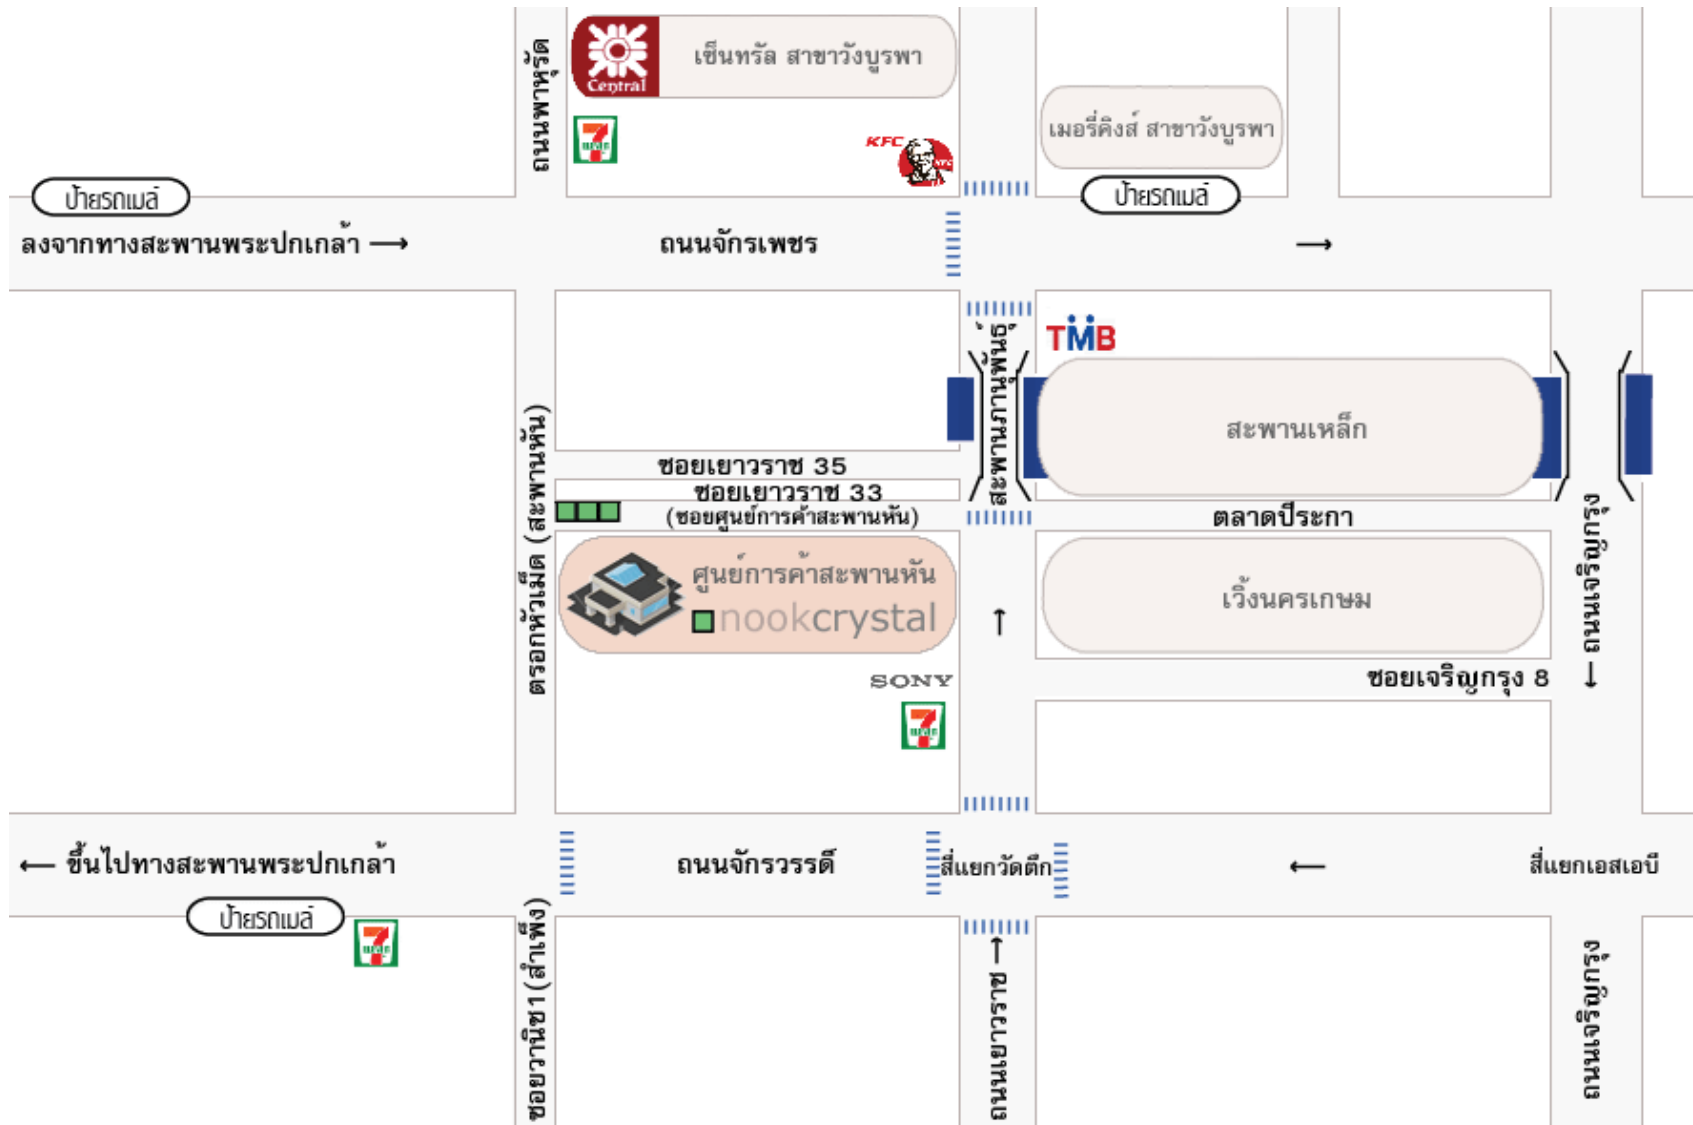 ถนนพาหุรัด
Central
เซ็นทรัล สาขาวังบูรพา
7
KFC
KFC
เมอรี่คิงส์ สาขาวังบูรพา
ป้ายรถเมล์
ป้ายรถเมล์
ลงจากทางสะพานพระปกเกล้า →
ถนนจักรเพชร
→
TMB
สะพานเหล็ก
ซอยเยาวราช 35
ซอยเยาวราช 33
(ซอยศูนย์การค้าสะพานหัน)
ตลาดปีระกา
ตรอกหัวเม็ด (สะพานหัน)
ศูนย์การค้าสะพานหัน
nookcrystal
↑
เวิ้งนครเกษม
ถนนเจริญกรุง
↓
ซอยเจริญกรุง 8
SONY
7
← ขึ้นไปทางสะพานพระปกเกล้า
ถนนจักรวรรดิ์
สี่แยกวัดตึก
←
สี่แยกเอสเอบี
ป้ายรถเมล์
7
ซอยวานิช 1 (สำเพ็ง)
ถนนเยาวราช →
ถนนเจริญกรุง